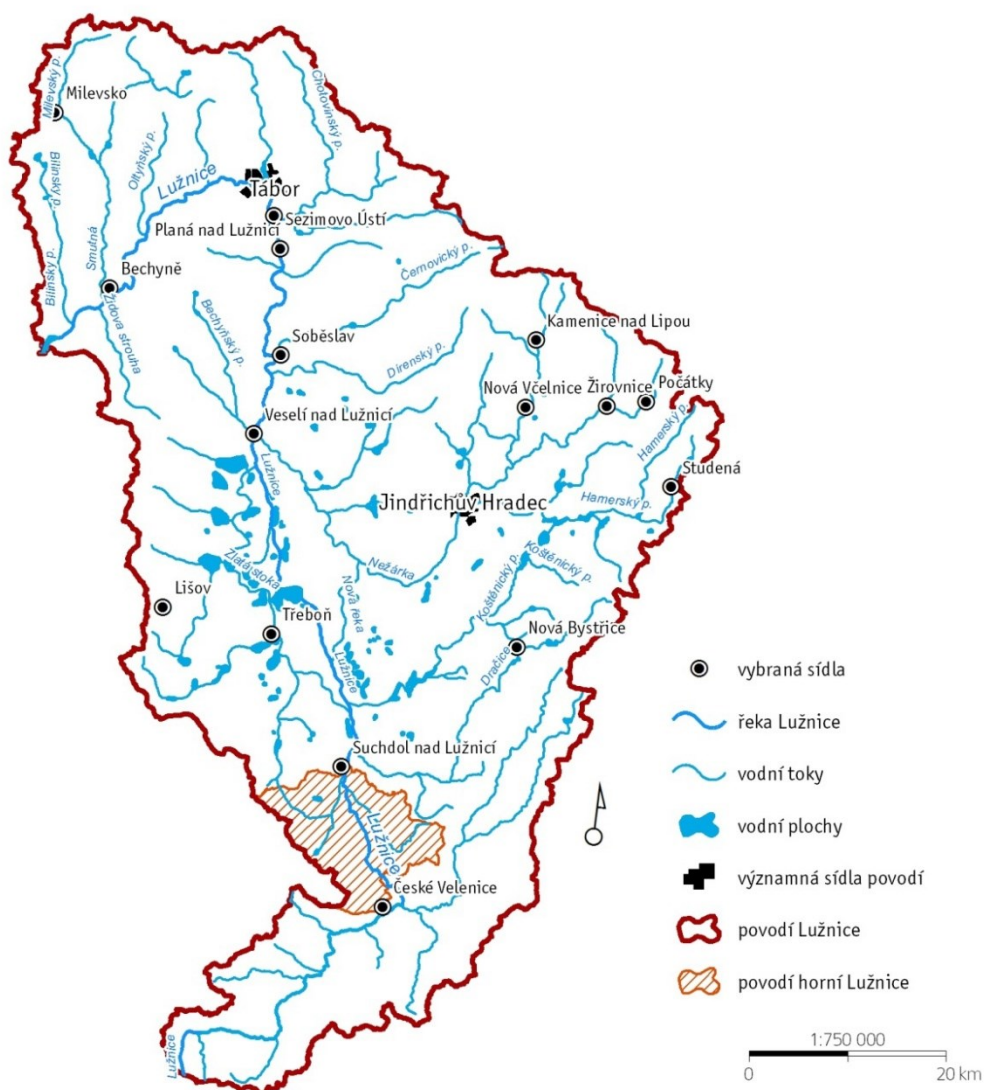 Milevský p.
Milevsko
Chotovinský p.
Oltyňský p.
Bílinský p.
Lužnice
Tábor
Sezimovo Ústí
Planá nad Lužnicí
Smutná
Bílinský p.
Bechyně
Židova strouha
Černovický p.
Bechyňský p.
Soběslav
Dírenský p.
Kamenice nad Lipou
Nová Včelnice
Žirovnice
Počátky
Veselí nad Lužnicí
Hamerský p.
Lužnice
Studená
Jindřichův Hradec
Hamerský p.
Zlatá stoka
Nežárka
Koštěnický p.
Koštěnický p.
Lišov
Nová řeka
Třeboň
Nová Bystřice
Lužnice
Dračice
Suchdol nad Lužnicí
Lužnice
České Velenice
Lužnice
vybraná sídla
řeka Lužnice
vodní toky
vodní plochy
významná sídla povodí
povodí Lužnice
povodí horní Lužnice
1:750 000
0
20 km